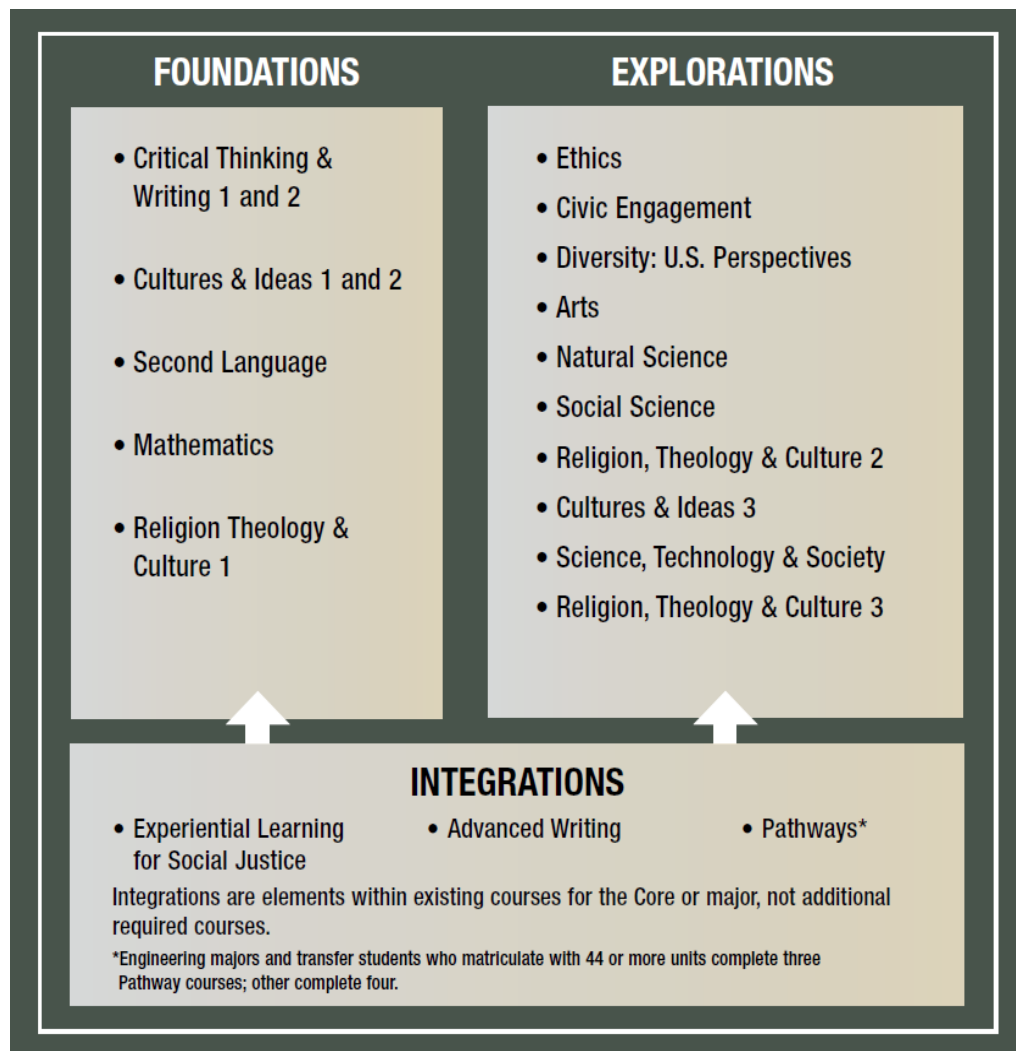 FOUNDATIONS
• Critical Thinking &
Writing 1 and 2
• Cultures & Ideas 1 and 2
• Second Language
• Mathematics
• Religion Theology &
Culture 1
EXPLORATIONS
• Ethics
• Civic Engagement
• Diversity: U.S. Perspectives
• Arts
• Natural Science
• Social Science
• Religion, Theology & Culture 2
• Cultures & Ideas 3
• Science, Technology & Society
• Religion, Theology & Culture 3
INTEGRATIONS
• Experiential Learning
for Social Justice
• Advanced Writing
• Pathways*
Integrations are elements within existing courses for the Core or major, not additional
required courses.
*Engineering majors and transfer students who matriculate with 44 or more units complete three
Pathway courses; other complete four.